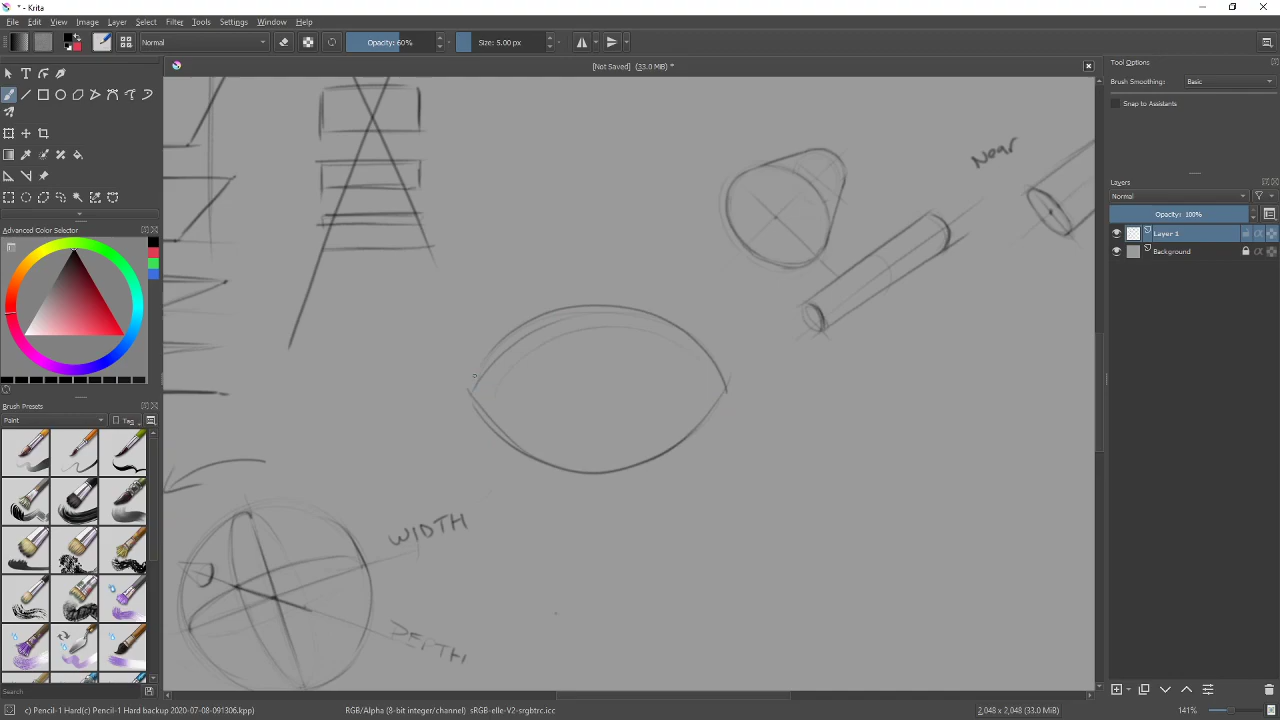 * - Krita
File Edit View Image Layer Select Filter Tools Settings Window Help
Normal Opacity: 60% Size: 5.00 px
[Not Saved] (33.0 MiB) *
Tool Options
Brush Smoothing: Basic
Snap to Assistants
Near
Layers
Normal
Opacity: 100%
Layer 1
Background
Advanced Color Selector
Brush Presets
Paint Tag
WIDTH
DEPTH
Search
c) Pencil-1 Hard(c) Pencil-1 Hard backup 2020-07-08-091306.kpp) RGB/Alpha (8-bit integer/channel) sRGB-elle-V2-srgbtrc.icc 2,048 x 2,048 (33.0 MiB) 141%